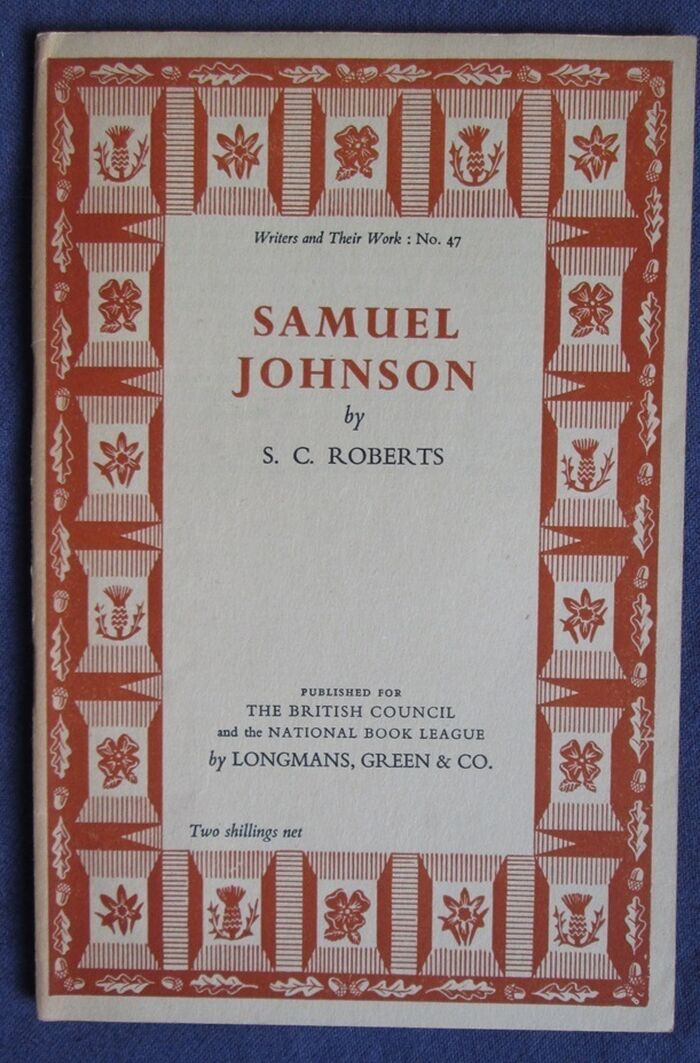 Writers and Their Work : No. 47
SAMUEL
JOHNSON
by
S. C. ROBERTS
PUBLISHED FOR
THE BRITISH COUNCIL
and the NATIONAL BOOK LEAGUE
by LONGMANS, GREEN & CO.
Two shillings net